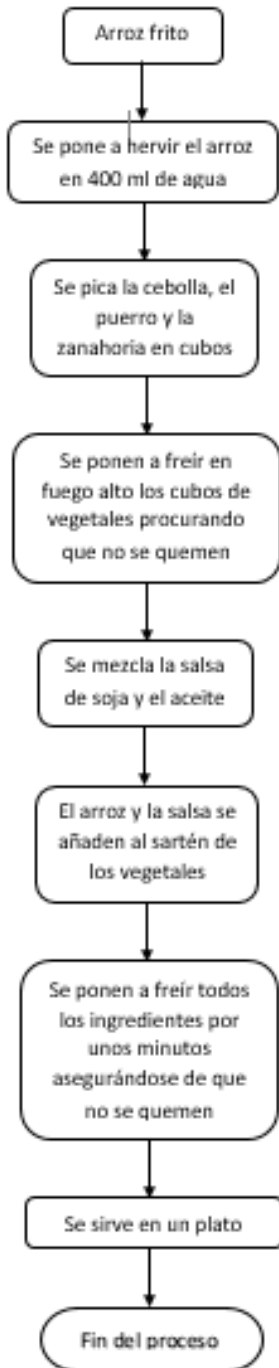 Arroz frito
Se pone a hervir el arroz
en 400 ml de agua
Se pica la cebolla, el
puerro y la
zanahoria en cubos
Se ponen a freír en
fuego alto los cubos de
vegetales procurando
que no se quemen
Se mezcla la salsa
de soja y el aceite
El arroz y la salsa se
añaden al sartén de
los vegetales
Se ponen a freír todos
los ingredientes por
unos minutos
asegurándose de que
no se quemen
Se sirve en un plato
Fin del proceso